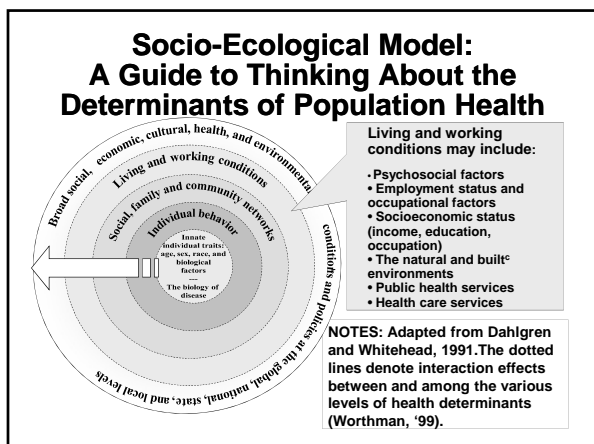 Socio-Ecological Model:
A Guide to Thinking About the
Determinants of Population Health
Broad social, economic, cultural, health, and environmental
conditions and policies at the global, national, state, and local levels
Living and working conditions
Social, family and community networks
Individual behavior
Innate
individual traits:
age, sex, race, and
biological
factors
---
The biology of
disease
Living and working
conditions may include:
• Psychosocial factors
• Employment status and
occupational factors
• Socioeconomic status
(income, education,
occupation)
• The natural and builtᶜ
environments
• Public health services
• Health care services
NOTES: Adapted from Dahlgren
and Whitehead, 1991.The dotted
lines denote interaction effects
between and among the various
levels of health determinants
(Worthman, ‘99).